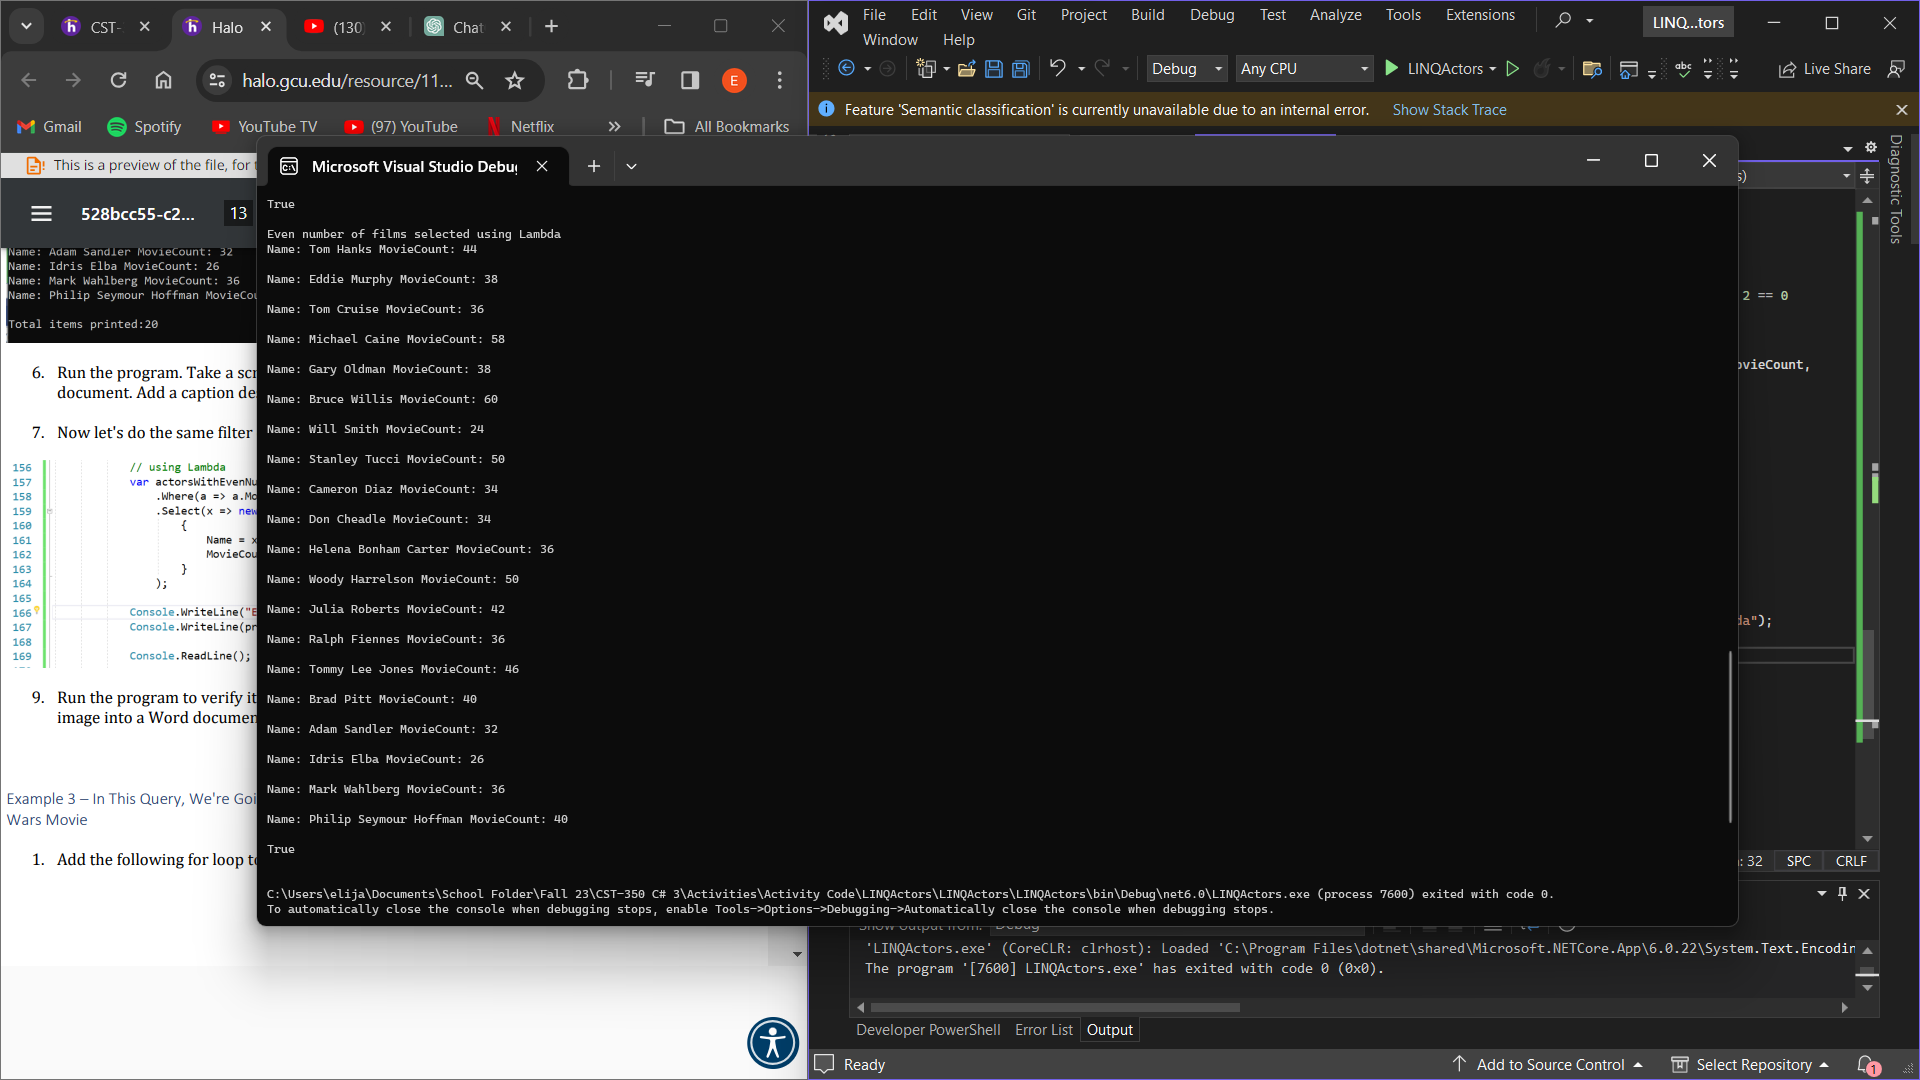 CST-
Halo
(130)
Chat
halo.gcu.edu/resource/11...
E
Gmail
Spotify
YouTube TV
(97) YouTube
Netflix
All Bookmarks
This is a preview of the file, for
528bcc55-c2...
13
Name: Adam Sandler MovieCount: 32
Name: Idris Elba MovieCount: 26
Name: Mark Wahlberg MovieCount: 36
Name: Philip Seymour Hoffman MovieCou
Total items printed:20
6. Run the program. Take a scr
document. Add a caption de
7. Now let's do the same filter
156 // using Lambda
157 var actorsWithEvenNu
158 .Where(a => a.Mo
159 .Select(x => new
160 {
161 Name = x
162 MovieCou
163 }
164 );
165
166 Console.WriteLine("E
167 Console.WriteLine(pr
168
169 Console.ReadLine();
9. Run the program to verify it
image into a Word documen
Example 3 – In This Query, We're Goi
Wars Movie
1. Add the following for loop to
File Edit View Git Project Build Debug Test Analyze Tools Extensions
Window Help
LINQ...tors
Debug
Any CPU
LINQActors
abc
Live Share
Feature 'Semantic classification' is currently unavailable due to an internal error. Show Stack Trace
Diagnostic Tools
s)
2 == 0
ovieCount,
da");
: 32 SPC CRLF
Microsoft Visual Studio Debug
True
Even number of films selected using Lambda
Name: Tom Hanks MovieCount: 44
Name: Eddie Murphy MovieCount: 38
Name: Tom Cruise MovieCount: 36
Name: Michael Caine MovieCount: 58
Name: Gary Oldman MovieCount: 38
Name: Bruce Willis MovieCount: 60
Name: Will Smith MovieCount: 24
Name: Stanley Tucci MovieCount: 50
Name: Cameron Diaz MovieCount: 34
Name: Don Cheadle MovieCount: 34
Name: Helena Bonham Carter MovieCount: 36
Name: Woody Harrelson MovieCount: 50
Name: Julia Roberts MovieCount: 42
Name: Ralph Fiennes MovieCount: 36
Name: Tommy Lee Jones MovieCount: 46
Name: Brad Pitt MovieCount: 40
Name: Adam Sandler MovieCount: 32
Name: Idris Elba MovieCount: 26
Name: Mark Wahlberg MovieCount: 36
Name: Philip Seymour Hoffman MovieCount: 40
True
C:\Users\elija\Documents\School Folder\Fall 23\CST-350 C# 3\Activities\Activity Code\LINQActors\LINQActors\LINQActors\bin\Debug\net6.0\LINQActors.exe (process 7600) exited with code 0.
To automatically close the console when debugging stops, enable Tools->Options->Debugging->Automatically close the console when debugging stops.
Show output from: Debug
'LINQActors.exe' (CoreCLR: clrhost): Loaded 'C:\Program Files\dotnet\shared\Microsoft.NETCore.App\6.0.22\System.Text.Encodin
The program '[7600] LINQActors.exe' has exited with code 0 (0x0).
Developer PowerShell Error List Output
Ready
Add to Source Control
Select Repository
1